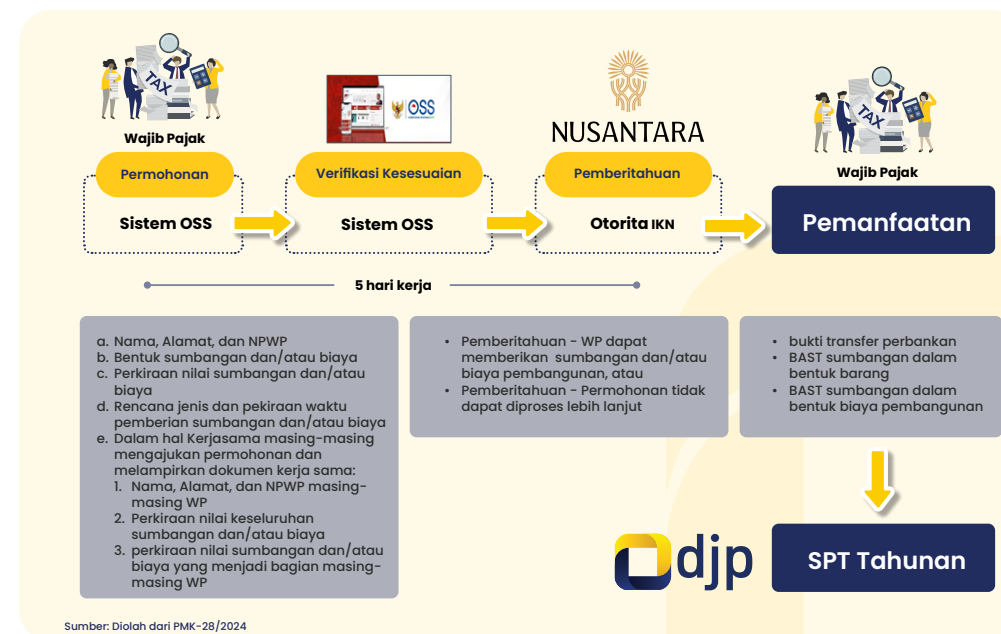 TAX
Wajib Pajak
OSS
NUSANTARA
TAX
Wajib Pajak
Permohonan
Sistem OSS
Verifikasi Kesesuaian
Sistem OSS
Pemberitahuan
Otorita IKN
Pemanfaatan
5 hari kerja
a. Nama, Alamat, dan NPWP
b. Bentuk sumbangan dan/atau biaya
c. Perkiraan nilai sumbangan dan/atau
biaya
d. Rencana jenis dan pekiraan waktu
pemberian sumbangan dan/atau biaya
e. Dalam hal Kerjasama masing-masing
mengajukan permohonan dan
melampirkan dokumen kerja sama:
1. Nama, Alamat, dan NPWP masing-
masing WP
2. Perkiraan nilai keseluruhan
sumbangan dan/atau biaya
3. perkiraan nilai sumbangan dan/atau
biaya yang menjadi bagian masing-
masing WP
• Pemberitahuan - WP dapat
memberikan sumbangan dan/atau
biaya pembangunan, atau
• Pemberitahuan - Permohonan tidak
dapat diproses lebih lanjut
• bukti transfer perbankan
• BAST sumbangan dalam
bentuk barang
• BAST sumbangan dalam
bentuk biaya pembangunan
djp
SPT Tahunan
Sumber: Diolah dari PMK-28/2024